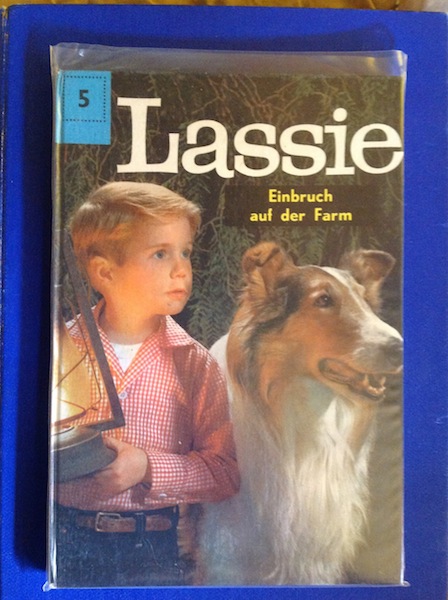 5
Lassie
Einbruch
auf der Farm